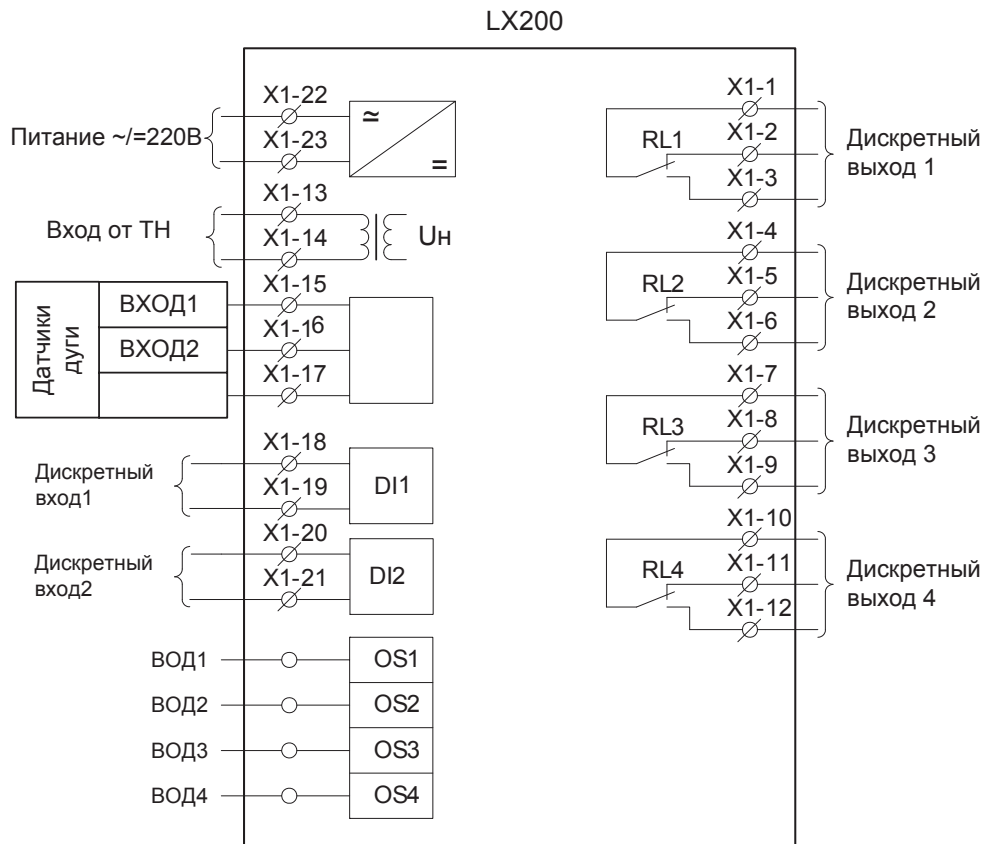 LX200
Питание ~/=220В
X1-22
X1-23
≃
=
Вход от ТН
X1-13
X1-14
Uн
Датчики
дуги
ВХОД1
ВХОД2
X1-15
X1-16
X1-17
Дискретный
вход1
X1-18
X1-19
DI1
Дискретный
вход2
X1-20
X1-21
DI2
ВОД1
OS1
ВОД2
OS2
ВОД3
OS3
ВОД4
OS4
RL1
X1-1
X1-2
X1-3
Дискретный
выход 1
RL2
X1-4
X1-5
X1-6
Дискретный
выход 2
RL3
X1-7
X1-8
X1-9
Дискретный
выход 3
RL4
X1-10
X1-11
X1-12
Дискретный
выход 4